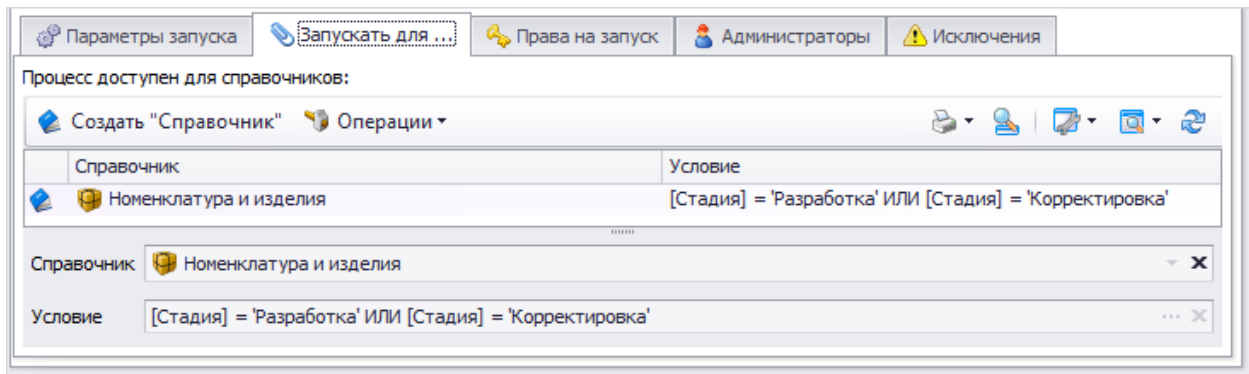 Параметры запуска Запускать для ... Права на запуск Администраторы Исключения
Процесс доступен для справочников:
Создать "Справочник" Операции
Справочник Условие
Номенклатура и изделия [Стадия] = 'Разработка' ИЛИ [Стадия] = 'Корректировка'
Справочник Номенклатура и изделия
Условие [Стадия] = 'Разработка' ИЛИ [Стадия] = 'Корректировка'